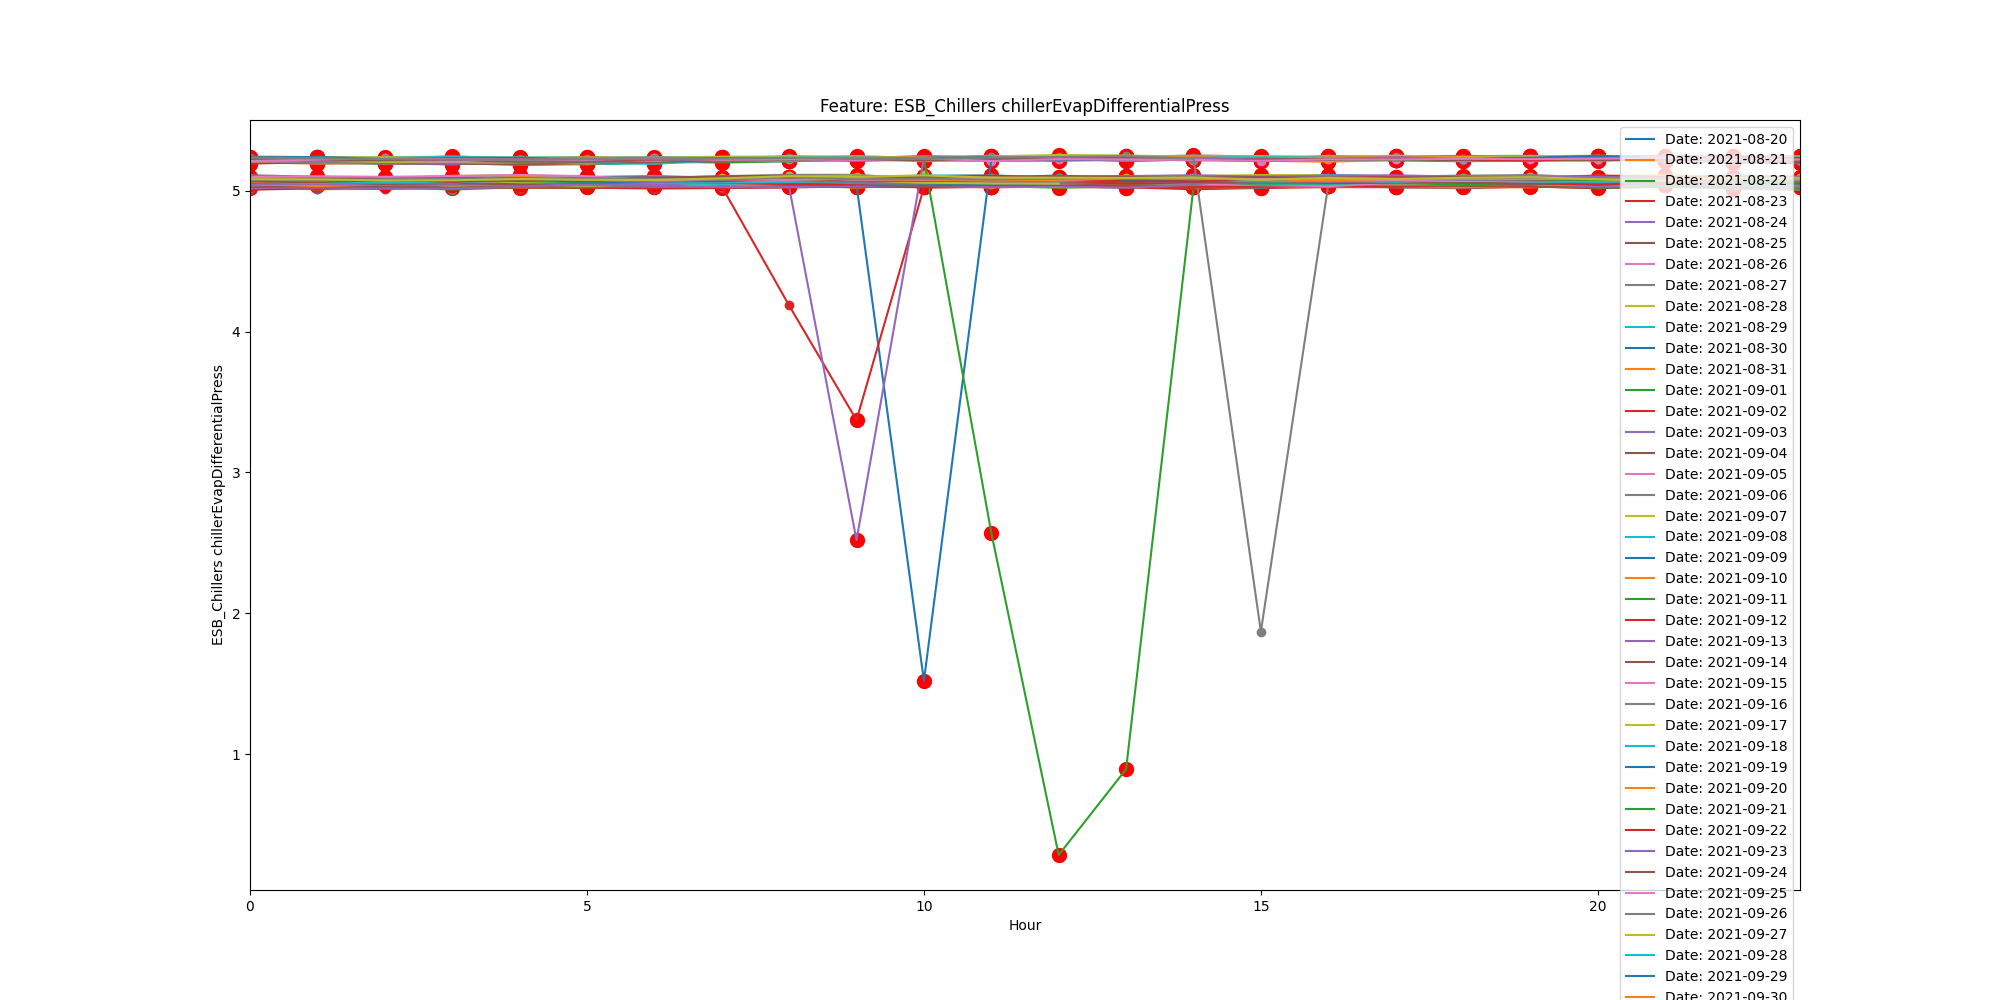 Feature: ESB_Chillers chillerEvapDifferentialPress
ESB_Chillers chillerEvapDifferentialPress
5
4
3
2
1
0
5
10
15
20
Hour
Date: 2021-08-20
Date: 2021-08-21
Date: 2021-08-22
Date: 2021-08-23
Date: 2021-08-24
Date: 2021-08-25
Date: 2021-08-26
Date: 2021-08-27
Date: 2021-08-28
Date: 2021-08-29
Date: 2021-08-30
Date: 2021-08-31
Date: 2021-09-01
Date: 2021-09-02
Date: 2021-09-03
Date: 2021-09-04
Date: 2021-09-05
Date: 2021-09-06
Date: 2021-09-07
Date: 2021-09-08
Date: 2021-09-09
Date: 2021-09-10
Date: 2021-09-11
Date: 2021-09-12
Date: 2021-09-13
Date: 2021-09-14
Date: 2021-09-15
Date: 2021-09-16
Date: 2021-09-17
Date: 2021-09-18
Date: 2021-09-19
Date: 2021-09-20
Date: 2021-09-21
Date: 2021-09-22
Date: 2021-09-23
Date: 2021-09-24
Date: 2021-09-25
Date: 2021-09-26
Date: 2021-09-27
Date: 2021-09-28
Date: 2021-09-29
Date: 2021-09-30